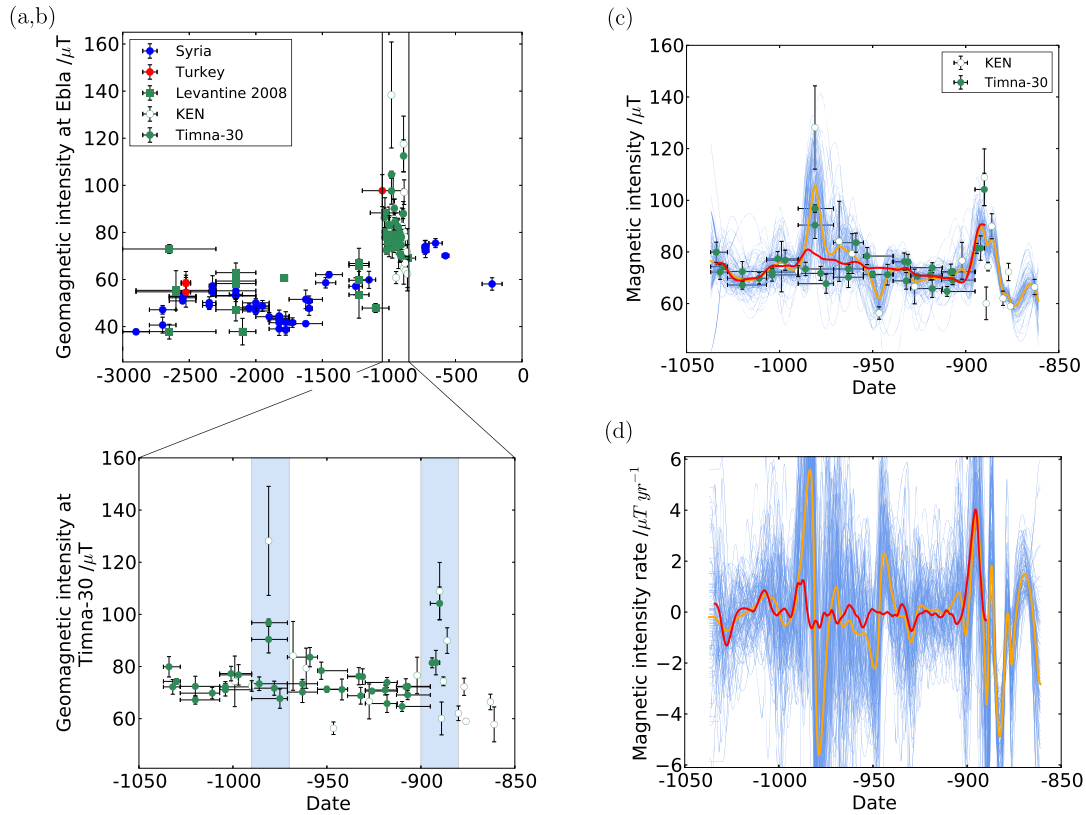 (a,b)
Geomagnetic intensity at Ebla /μT
160
140
120
100
80
60
40
Syria
Turkey
Levantine 2008
KEN
Timna-30
-3000 -2500 -2000 -1500 -1000 -500 0
Geomagnetic intensity at
Timna-30 /μT
160
140
120
100
80
60
-1050 -1000 -950 -900 -850
Date
(c)
Magnetic intensity /μT
160
140
120
100
80
60
KEN
Timna-30
-1050 -1000 -950 -900 -850
Date
(d)
Magnetic intensity rate /μT yr⁻¹
6
4
2
0
−2
−4
−6
-1050 -1000 -950 -900 -850
Date